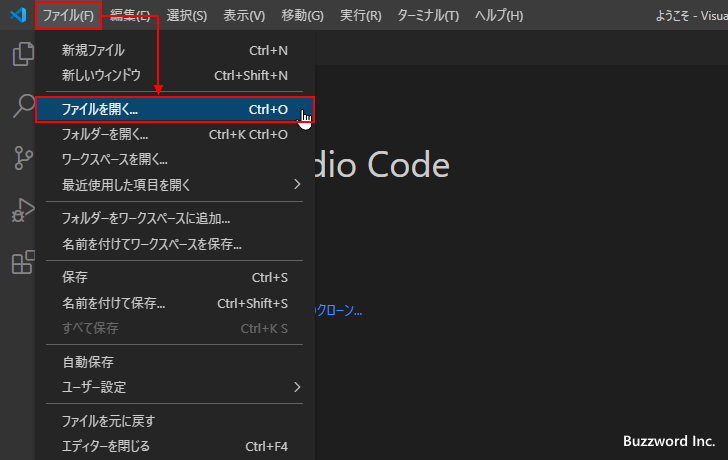 ファイル(F) 編集(E) 選択(S) 表示(V) 移動(G) 実行(R) ターミナル(T) ヘルプ(H) ようこそ - Visua
新規ファイル Ctrl+N
新しいウィンドウ Ctrl+Shift+N
ファイルを開く... Ctrl+O
フォルダーを開く... Ctrl+K Ctrl+O
ワークスペースを開く...
dio Code
最近使用した項目を開く
フォルダーをワークスペースに追加...
名前を付けてワークスペースを保存...
保存 Ctrl+S
名前を付けて保存... Ctrl+Shift+S
のクローン...
すべて保存 Ctrl+K S
自動保存
ユーザー設定
ファイルを元に戻す
エディターを閉じる Ctrl+F4
Buzzword Inc.